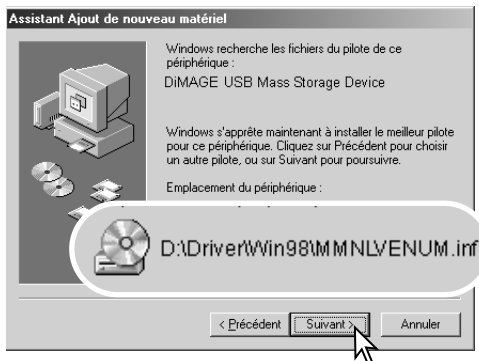 Assistant Ajout de nouveau matériel
Windows recherche les fichiers du pilote de ce
périphérique :
DiMAGE USB Mass Storage Device
Windows s'apprête maintenant à installer le meilleur pilote
pour ce périphérique. Cliquez sur Précédent pour choisir
un autre pilote, ou sur Suivant pour poursuivre.
Emplacement du périphérique :
D:\Driver\Win98\MMNLVENUM.inf
< Précédent Suivant > Annuler